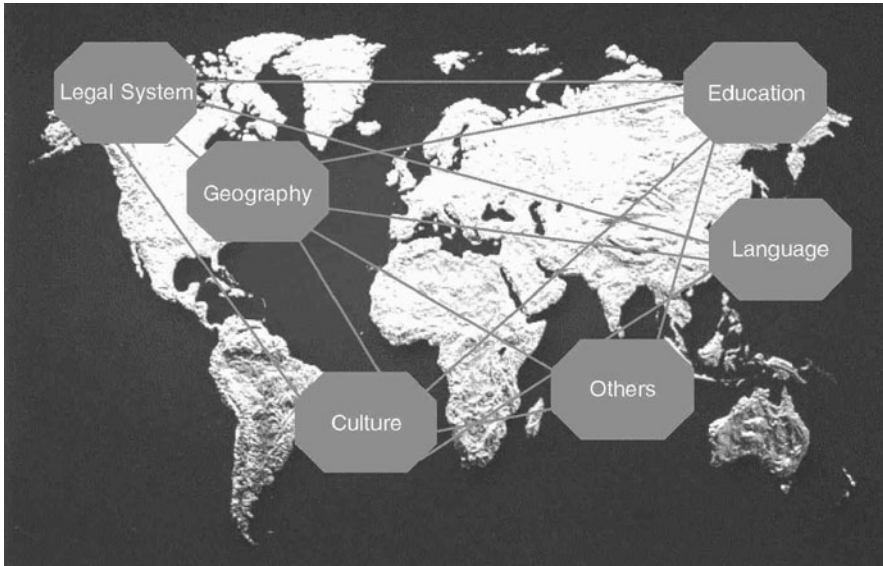 Legal System
Education
Geography
Language
Others
Culture